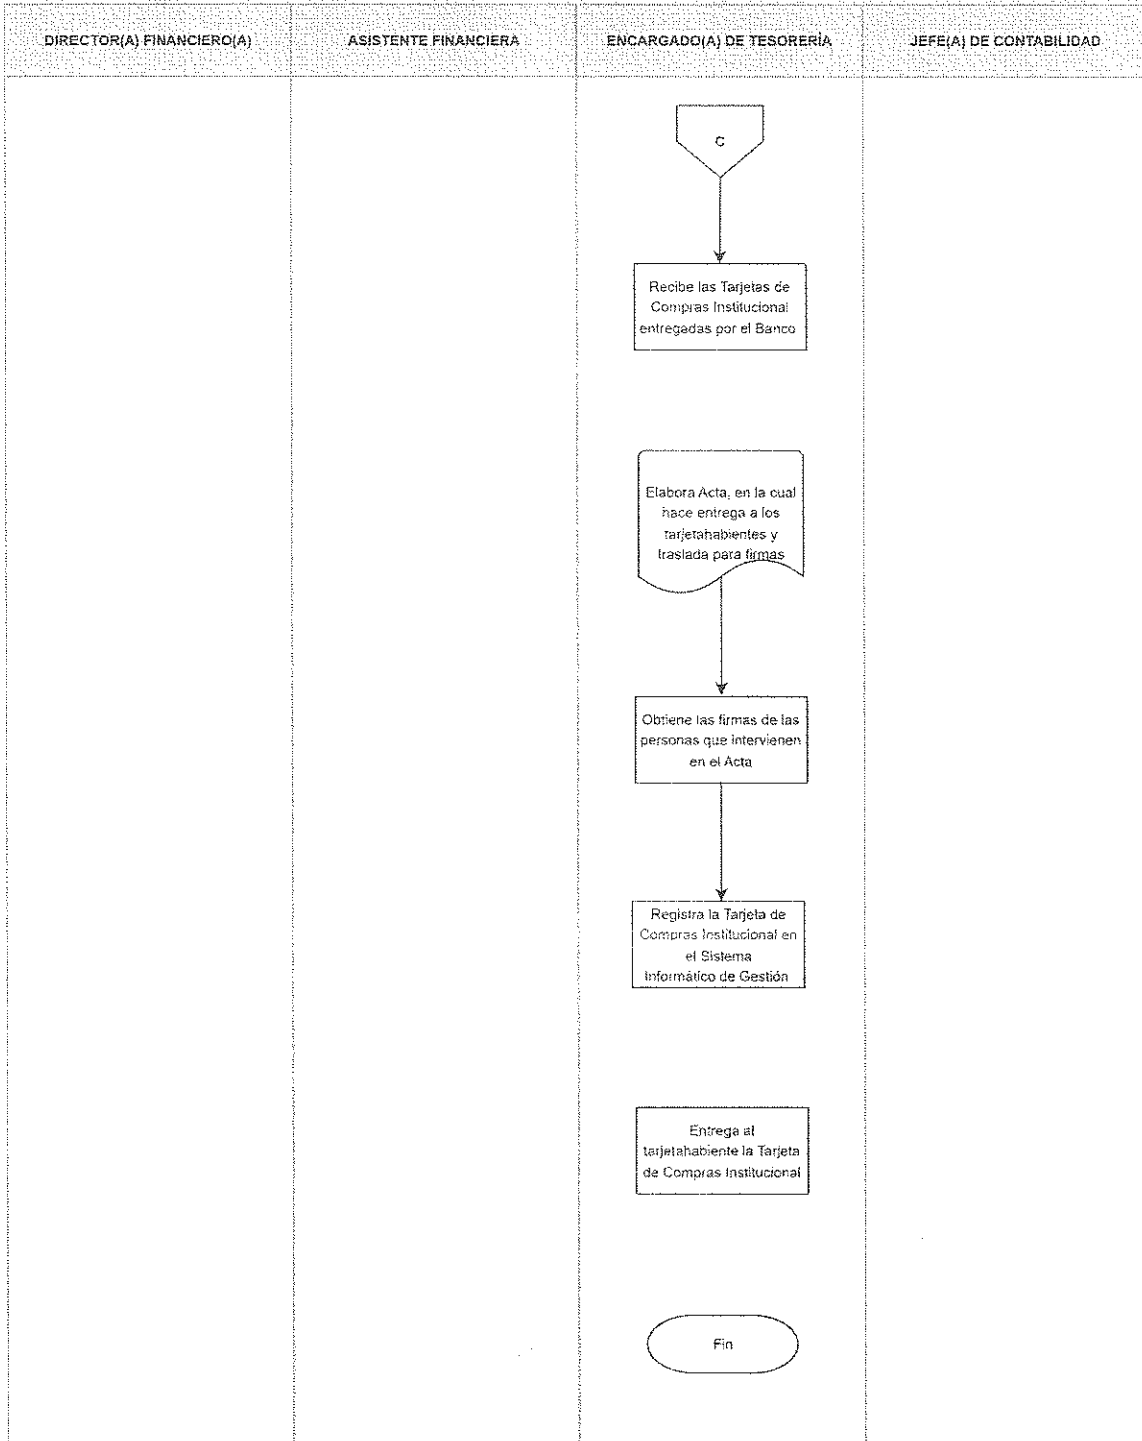 DIRECTOR(A) FINANCIERO(A)
ASISTENTE FINANCIERA
ENCARGADO(A) DE TESORERÍA
JEFE(A) DE CONTABILIDAD
C
Recibe las Tarjetas de
Compras Institucional
entregadas por el Banco
Elabora Acta, en la cual
hace entrega a los
tarjetahabientes y
traslada para firmas
Obtiene las firmas de las
personas que intervienen
en el Acta
Registra la Tarjeta de
Compras Institucional en
el Sistema
Informático de Gestión
Entrega al
tarjetahabiente la Tarjeta
de Compras Institucional
Fin